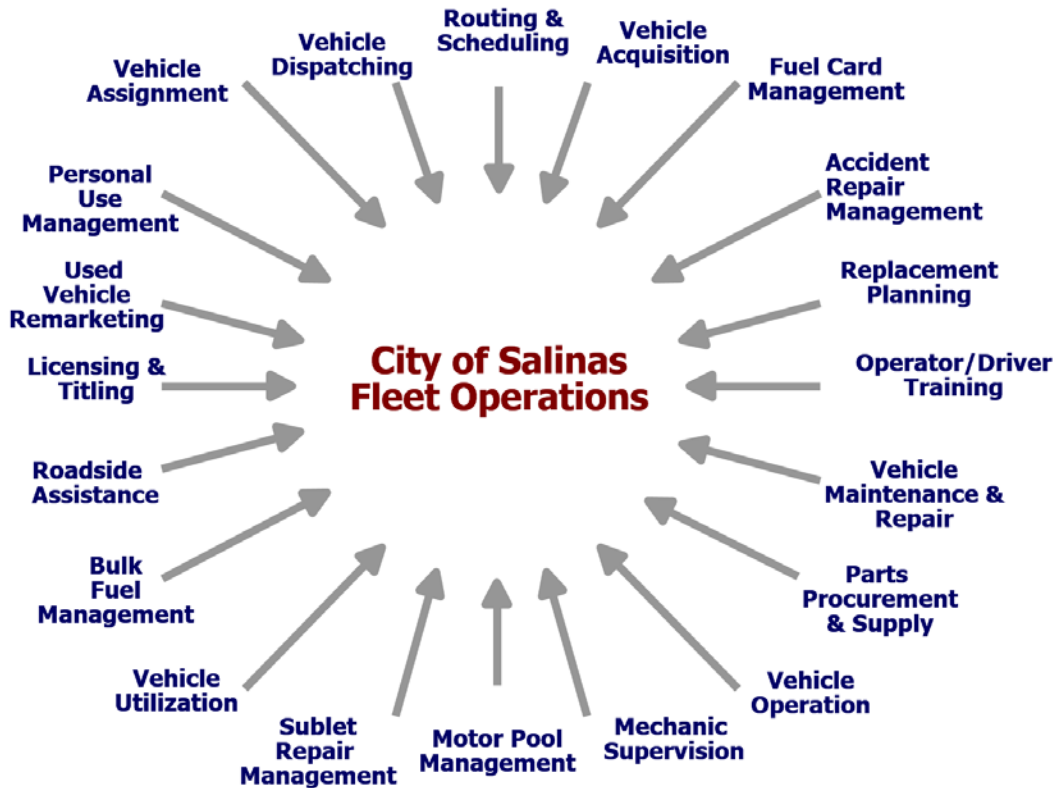 Routing &
Scheduling
Vehicle
Acquisition
Fuel Card
Management
Accident
Repair
Management
Replacement
Planning
Operator/Driver
Training
Vehicle
Maintenance &
Repair
Parts
Procurement
& Supply
Vehicle
Operation
Mechanic
Supervision
Motor Pool
Management
Sublet
Repair
Management
Vehicle
Utilization
Bulk
Fuel
Management
Roadside
Assistance
Licensing &
Titling
Used
Vehicle
Remarketing
Personal
Use
Management
Vehicle
Assignment
Vehicle
Dispatching
City of Salinas
Fleet Operations